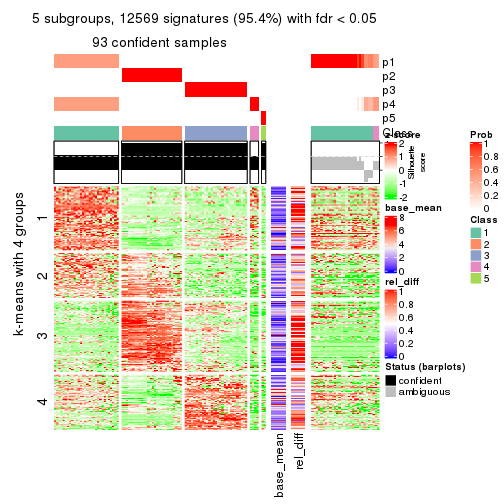 5 subgroups, 12569 signatures (95.4%) with fdr < 0.05
93 confident samples
p1
p2
p3
p4
p5
Class
Silhouette
score
1
2
3
4
k-means with 4 groups
base_mean
rel_diff
z-score
2
1
0
-1
-2
base_mean
8
6
4
2
0
rel_diff
1
0.8
0.6
0.4
0.2
0
Status (barplots)
confident
ambiguous
Prob
1
0.8
0.6
0.4
0.2
0
Class
1
2
3
4
5